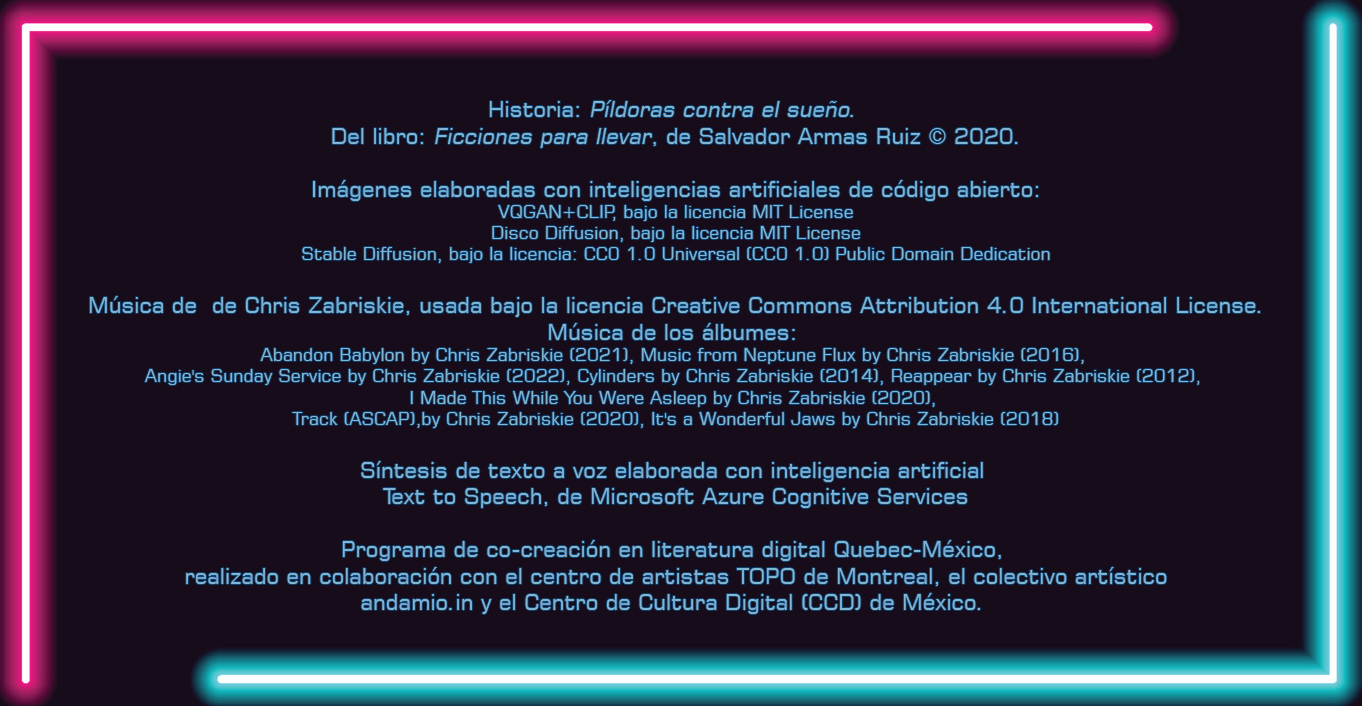 Historia: Píldoras contra el sueño.
Del libro: Ficciones para llevar, de Salvador Armas Ruiz © 2020.
Imágenes elaboradas con inteligencias artificiales de código abierto:
VQGAN+CLIP, bajo la licencia MIT License
Disco Diffusion, bajo la licencia MIT License
Stable Diffusion, bajo la licencia: CC0 1.0 Universal (CC0 1.0) Public Domain Dedication
Música de  de Chris Zabriskie, usada bajo la licencia Creative Commons Attribution 4.0 International License.
Música de los álbumes:
Abandon Babylon by Chris Zabriskie (2021), Music from Neptune Flux by Chris Zabriskie (2016),
Angie's Sunday Service by Chris Zabriskie (2022), Cylinders by Chris Zabriskie (2014), Reappear by Chris Zabriskie (2012),
I Made This While You Were Asleep by Chris Zabriskie (2020),
Track (ASCAP),by Chris Zabriskie (2020), It's a Wonderful Jaws by Chris Zabriskie (2018)
Síntesis de texto a voz elaborada con inteligencia artificial
Text to Speech, de Microsoft Azure Cognitive Services
Programa de co-creación en literatura digital Quebec-México,
realizado en colaboración con el centro de artistas TOPO de Montreal, el colectivo artístico
andamio.in y el Centro de Cultura Digital (CCD) de México.